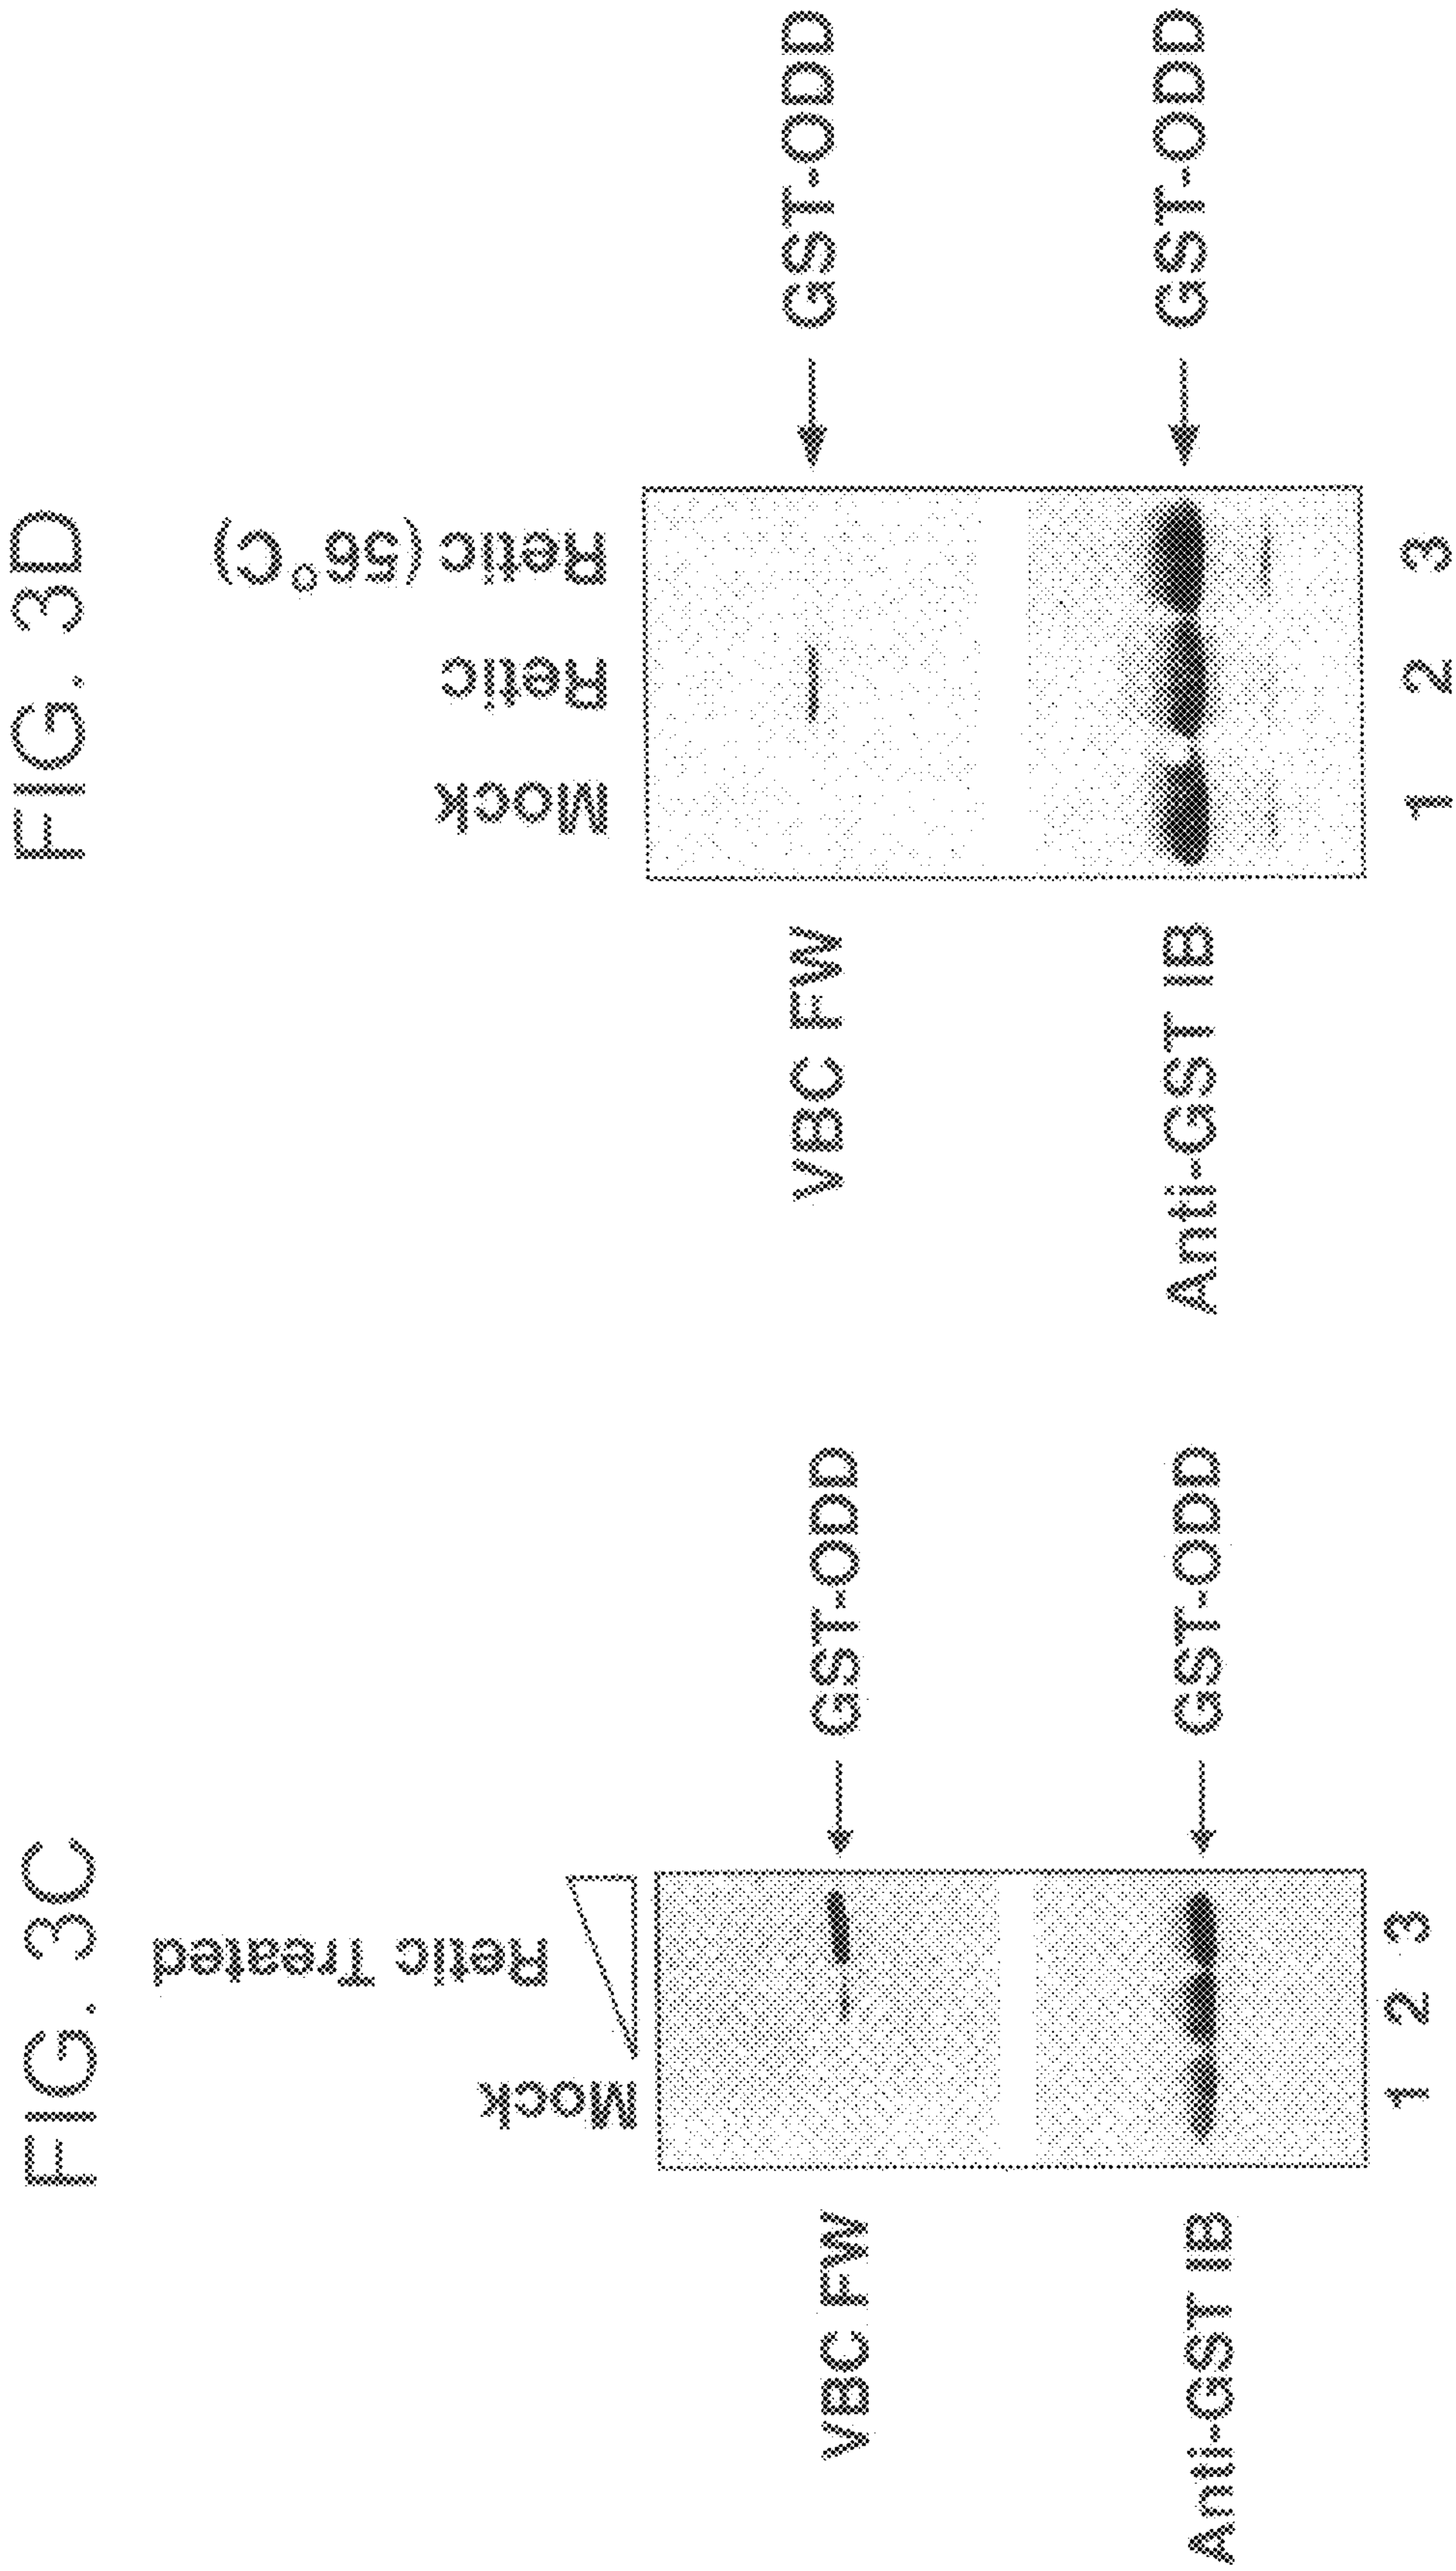 FIG. 3C
Mock
Retic Treated
VBC FW
GST-ODD
Anti-GST IB
GST-ODD
1 2 3
FIG. 3D
Mock
Retic
Retic (56°C)
VBC FW
GST-ODD
Anti-GST IB
GST-ODD
1 2 3